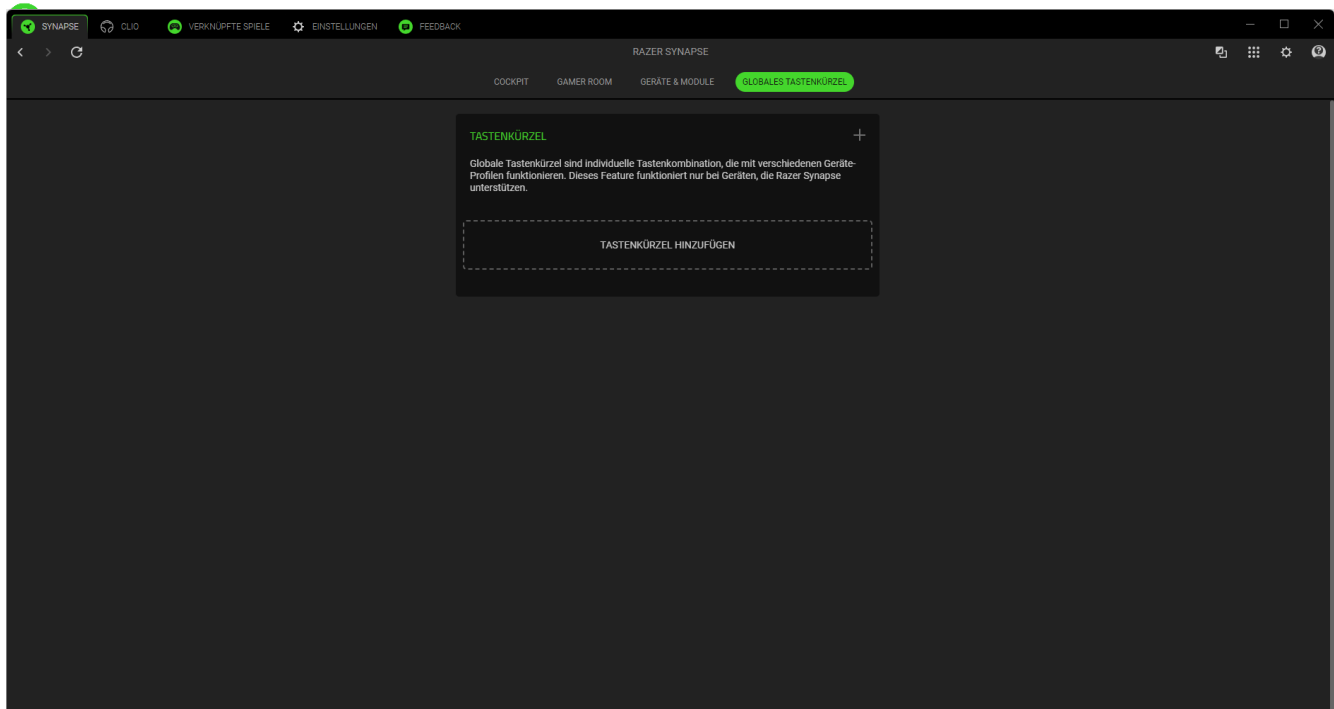 SYNAPSE CLIO VERKNÜPFTE SPIELE EINSTELLUNGEN FEEDBACK
RAZER SYNAPSE
COCKPIT GAMER ROOM GERÄTE & MODULE GLOBALES TASTENKÜRZEL
TASTENKÜRZEL
Globale Tastenkürzel sind individuelle Tastenkombination, die mit verschiedenen Geräte-
Profilen funktionieren. Dieses Feature funktioniert nur bei Geräten, die Razer Synapse
unterstützen.
TASTENKÜRZEL HINZUFÜGEN